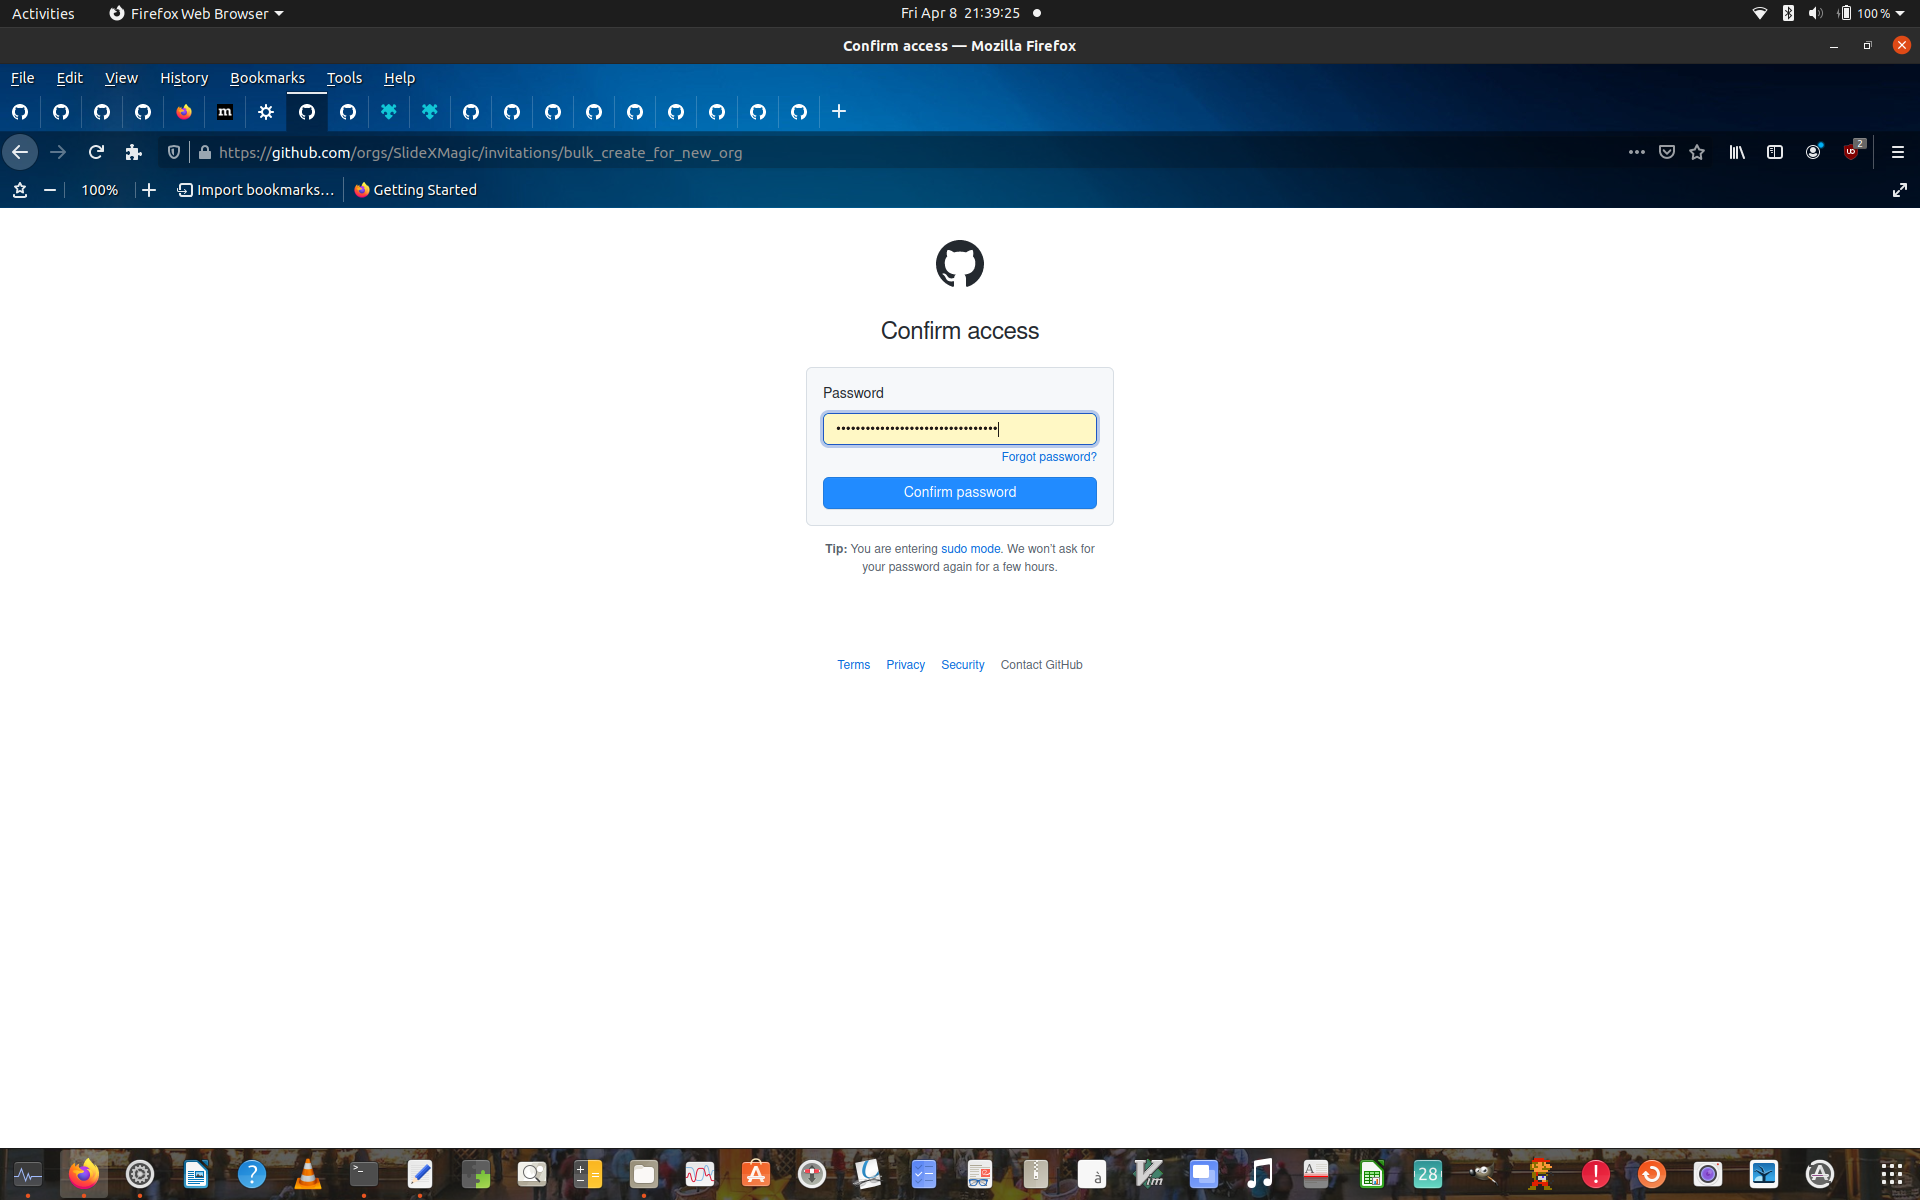 Activities
Firefox Web Browser
Fri Apr 8 21:39:25
100 %
Confirm access — Mozilla Firefox
File Edit View History Bookmarks Tools Help
m
https://github.com/orgs/SlideXMagic/invitations/bulk_create_for_new_org
2
100%
Import bookmarks...
Getting Started
Confirm access
Password
Forgot password?
Confirm password
Tip: You are entering sudo mode. We won't ask for
your password again for a few hours.
Terms Privacy Security Contact GitHub
28